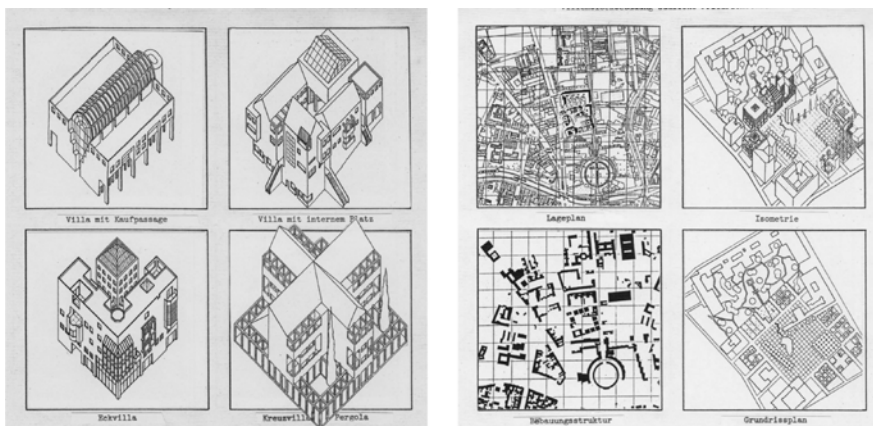 Villa mit Kaufpassage
Villa mit internem Platz
Eckvilla
Kreuzvilla Pergola
Lageplan
Isometrie
Bebauungsstruktur
Grundrissplan